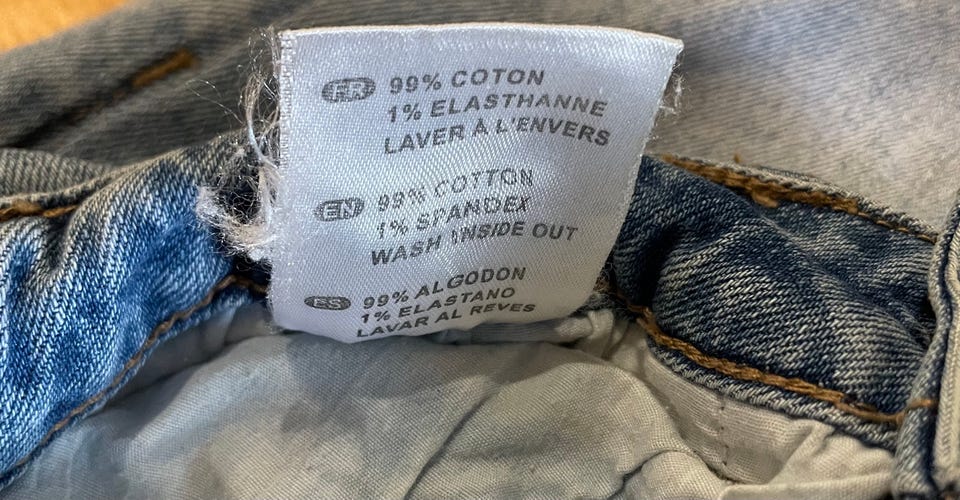 FR 99% COTON
1% ELASTHANNE
LAVER À L'ENVERS
EN 99% COTTON
1% SPANDEX
WASH INSIDE OUT
ES 99% ALGODON
1% ELASTANO
LAVAR AL REVES